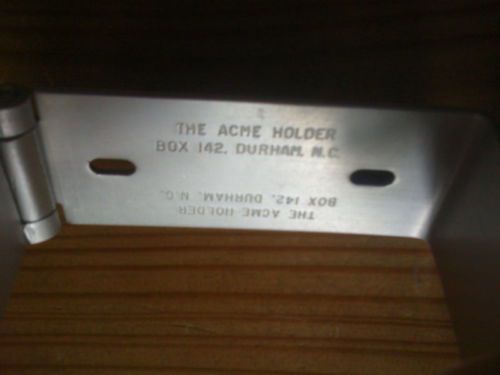 THE ACME HOLDER
BOX 142, DURHAM, N.C.
BOX 142, DURHAM, N.C.
THE ACME HOLDER